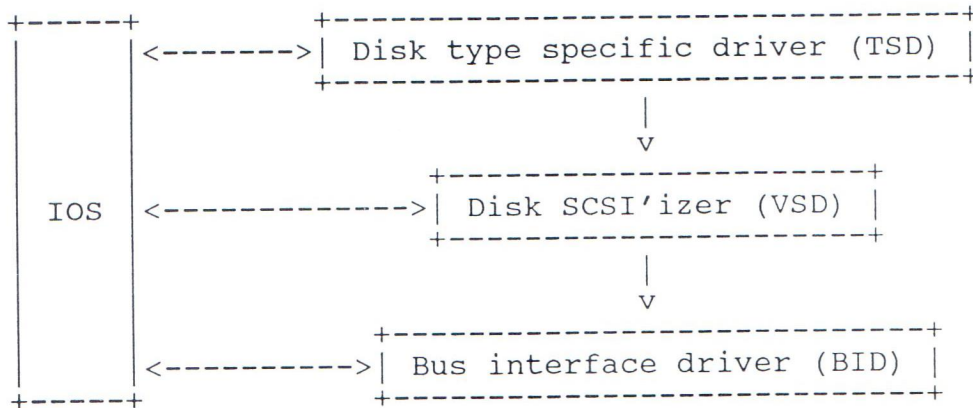 Disk type specific driver (TSD)
IOS
Disk SCSI'izer (VSD)
Bus interface driver (BID)